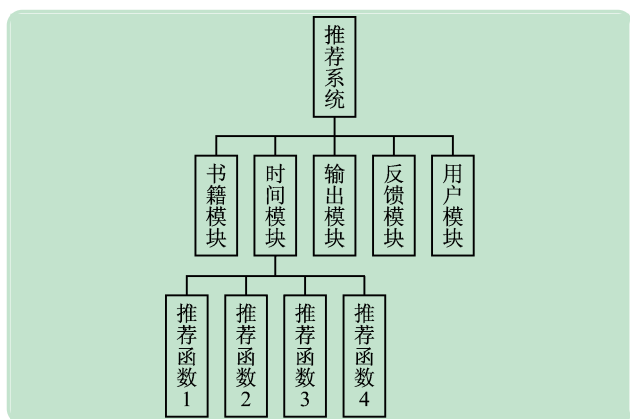 推荐系统
书籍模块
时间模块
输出模块
反馈模块
用户模块
推荐函数1
推荐函数2
推荐函数3
推荐函数4